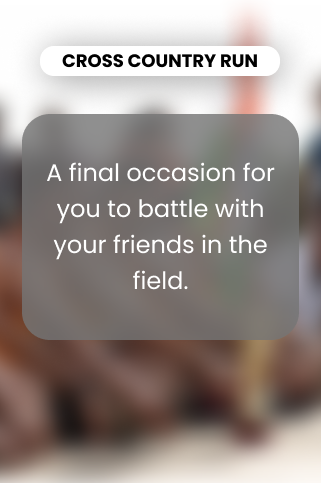 CROSS COUNTRY RUN
A final occasion for
you to battle with
your friends in the
field.